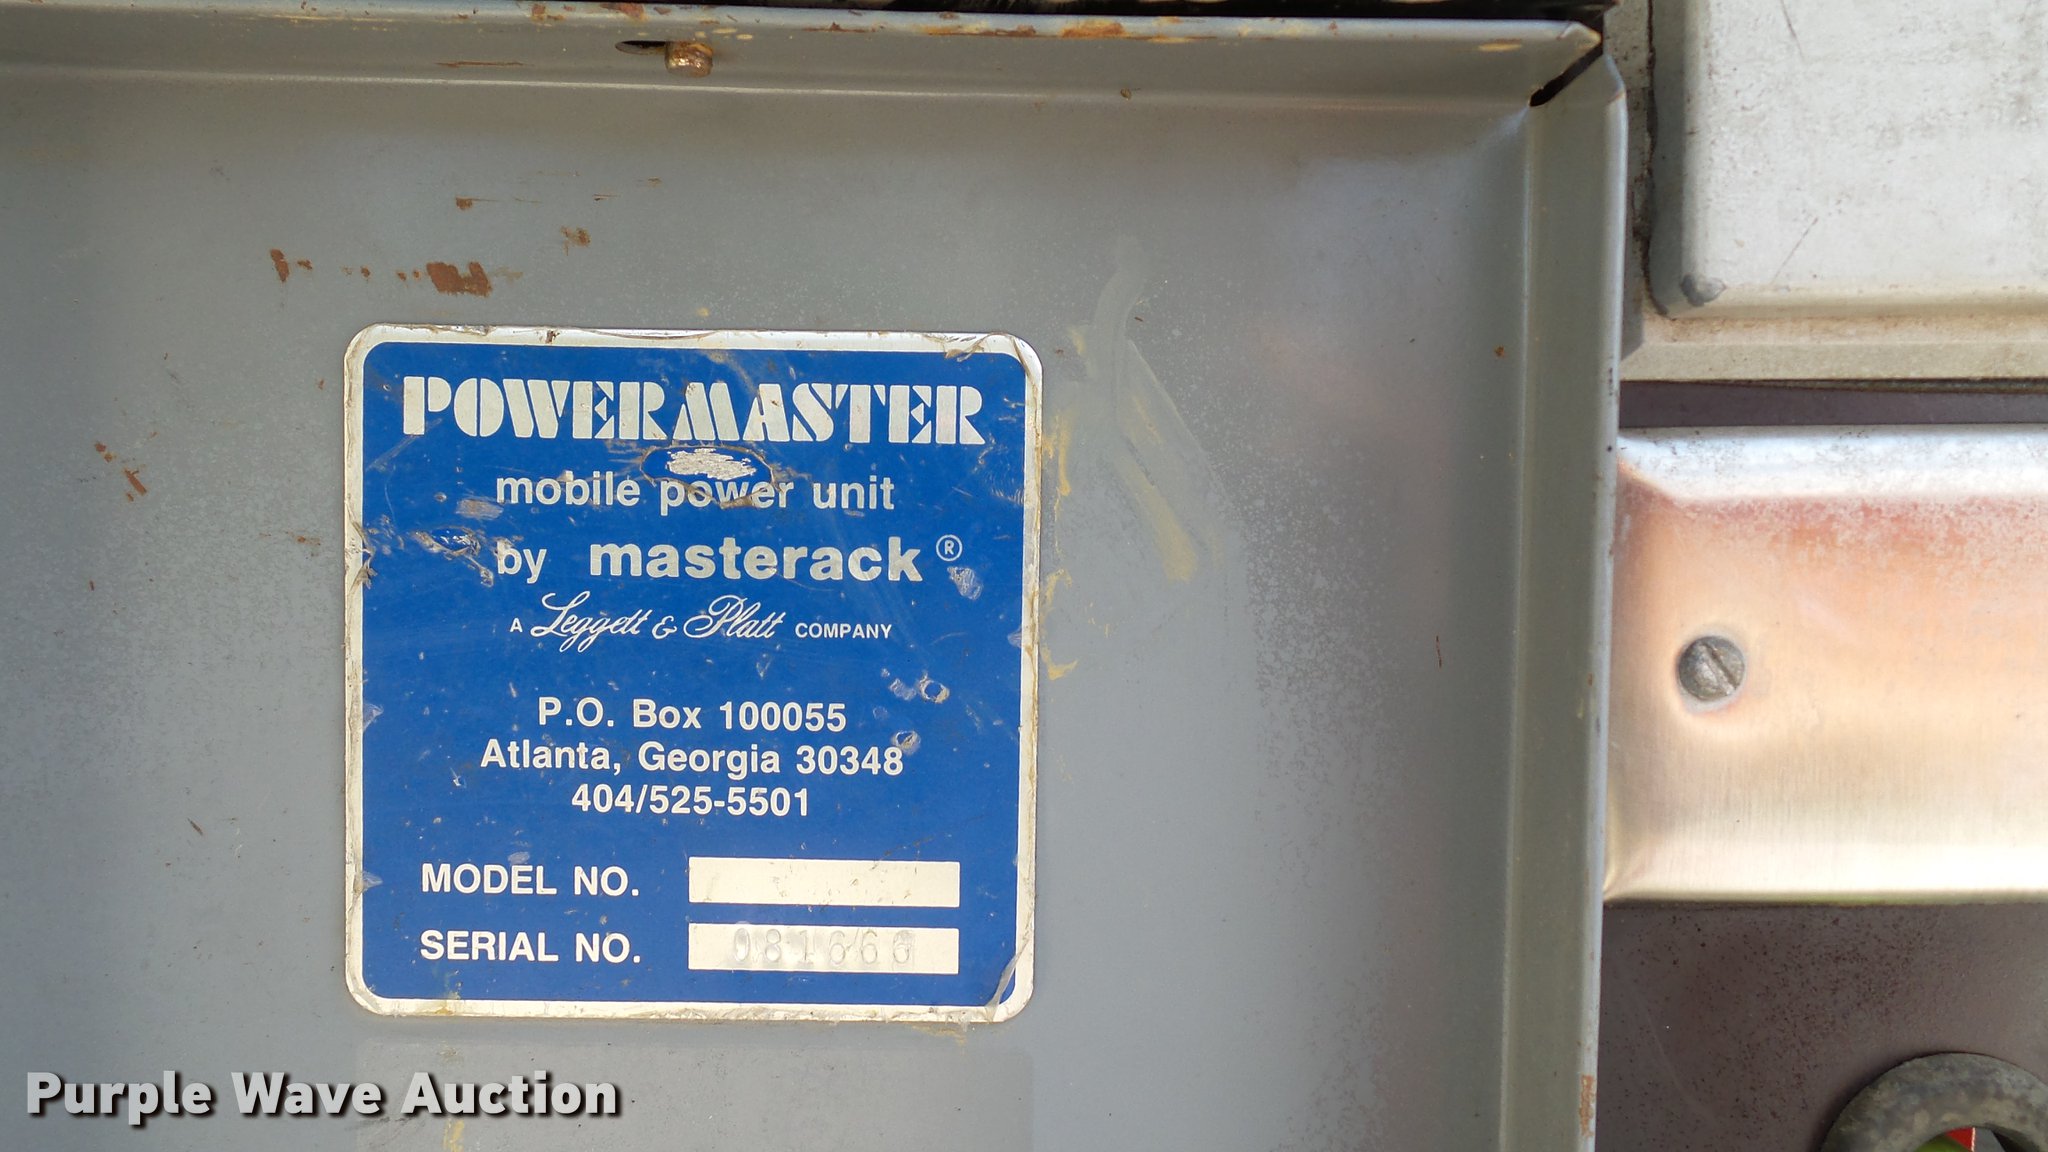 POWERMASTER
mobile power unit
by masterack®
A Leggett & Platt COMPANY
P.O. Box 100055
Atlanta, Georgia 30348
404/525-5501
MODEL NO.
SERIAL NO. 081666
Purple Wave Auction